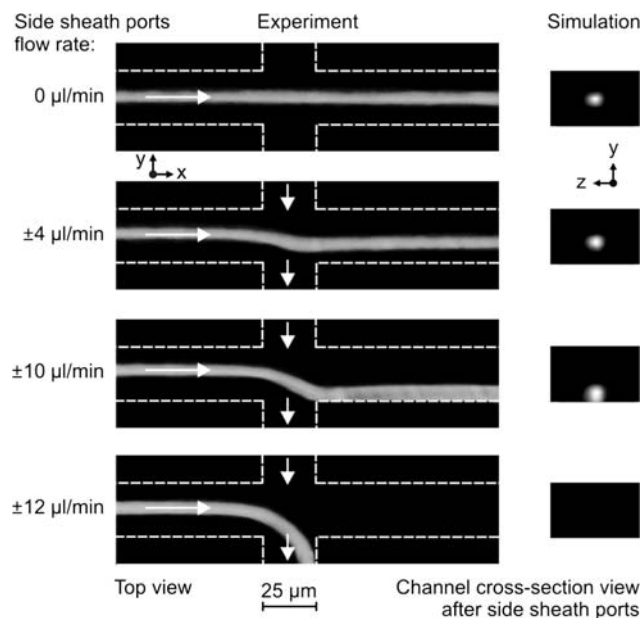 Side sheath ports
flow rate:
Experiment
Simulation
0 µl/min
y
x
y
z
±4 µl/min
±10 µl/min
±12 µl/min
Top view
25 µm
Channel cross-section view
after side sheath ports